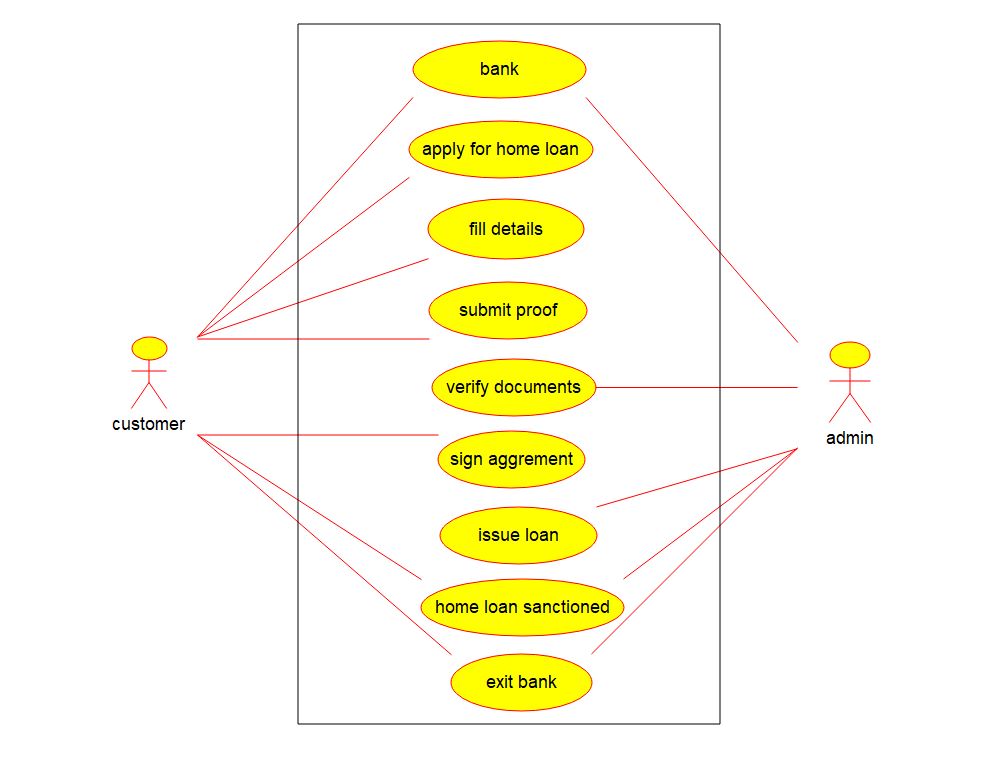 bank
apply for home loan
fill details
submit proof
verify documents
customer
admin
sign aggrement
issue loan
home loan sanctioned
exit bank